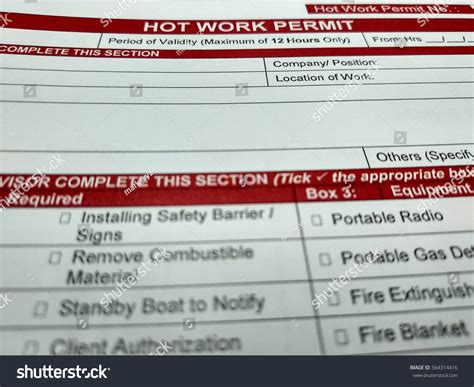 Hot Work Permit No
HOT WORK PERMIT
Period of Validity (Maximum of 12 Hours Only) From: Hrs
COMPLETE THIS SECTION
Company/ Position:
Location of Work:
Others (Specify
VISOR COMPLETE THIS SECTION (Tick ✓ the appropriate box
Required Box 3: Equipment
Installing Safety Barrier / Signs Portable Radio
Remove Combustible Material Portable Gas Det
Standby Boat to Notify Fire Extinguish
Client Authorization Fire Blanket
shutterstock
IMAGE ID: 564314416
www.shutterstock.com